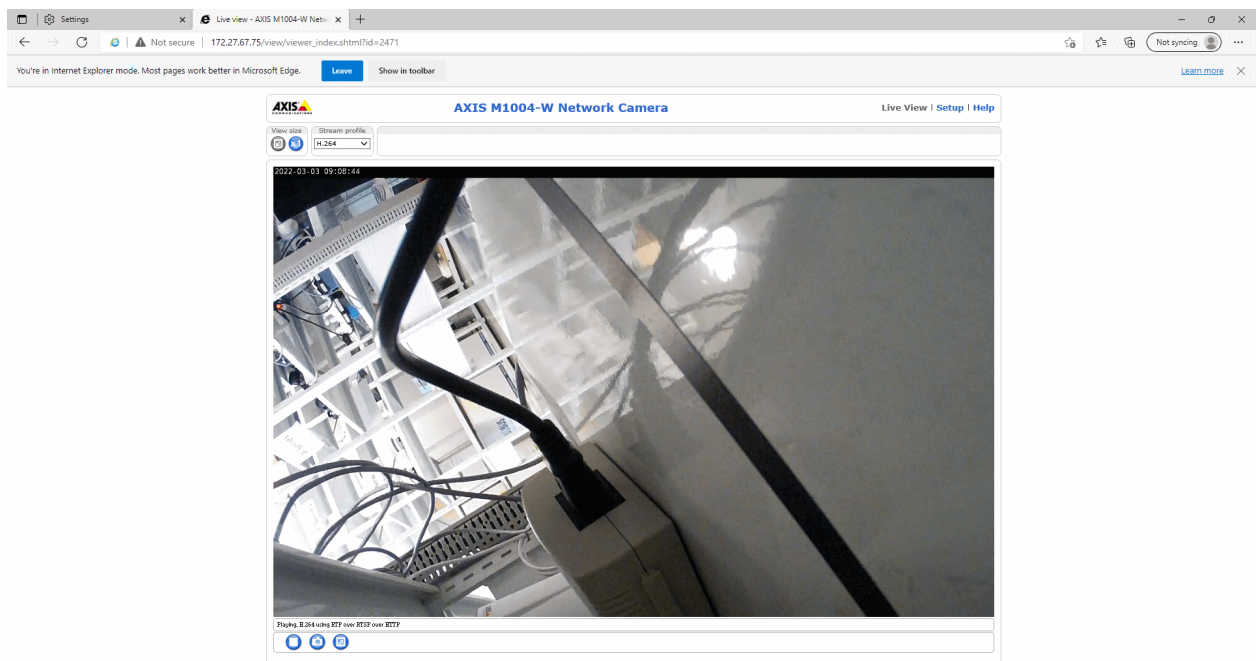 Settings
Live view - AXIS M1004-W Netw
Not secure | 172.27.67.75/view/viewer_index.shtml?id=2471
Not syncing
You're in Internet Explorer mode. Most pages work better in Microsoft Edge.
Leave
Show in toolbar
Learn more
AXIS
COMMUNICATIONS
AXIS M1004-W Network Camera
Live View | Setup | Help
View size
Stream profile
x1
H.264
2022-03-03 09:08:44
Playing, H.264 using RTP over RTSP over HTTP